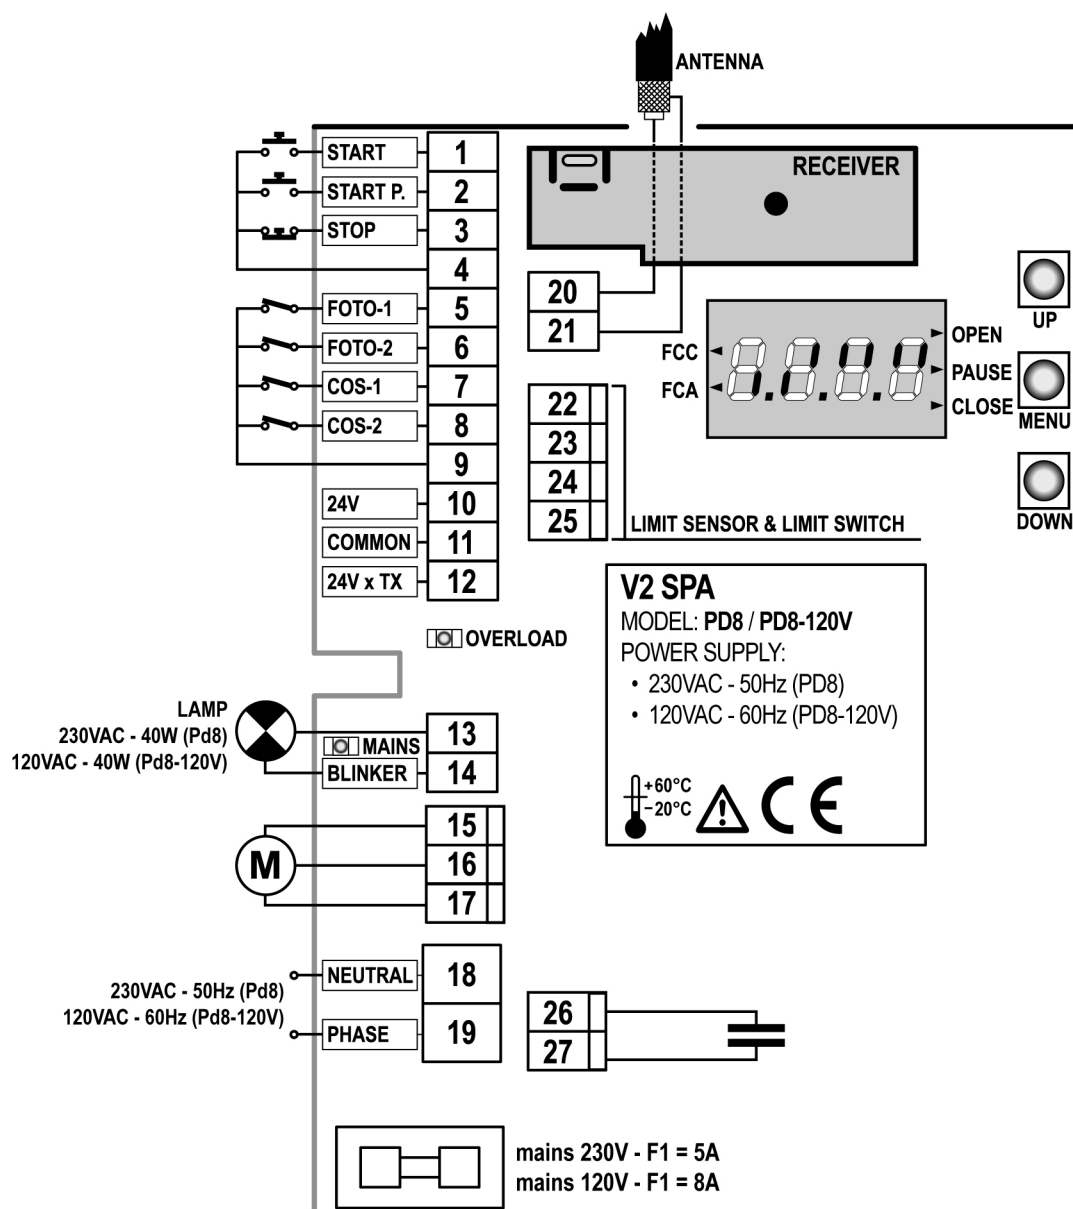 ANTENNA
START 1
START P. 2
STOP 3
4
FOTO-1 5
FOTO-2 6
COS-1 7
COS-2 8
9
24V 10
COMMON 11
24V x TX 12
RECEIVER
20
21
FCC
FCA
OPEN
PAUSE
CLOSE
UP
MENU
DOWN
22
23
24
25
LIMIT SENSOR & LIMIT SWITCH
OVERLOAD
V2 SPA
MODEL: PD8 / PD8-120V
POWER SUPPLY:
• 230VAC - 50Hz (PD8)
• 120VAC - 60Hz (PD8-120V)
+60°C
-20°C
CE
LAMP
230VAC - 40W (Pd8)
120VAC - 40W (Pd8-120V)
13
MAINS
BLINKER 14
15
M 16
17
NEUTRAL 18
230VAC - 50Hz (Pd8)
120VAC - 60Hz (Pd8-120V)
PHASE 19
26
27
mains 230V - F1 = 5A
mains 120V - F1 = 8A